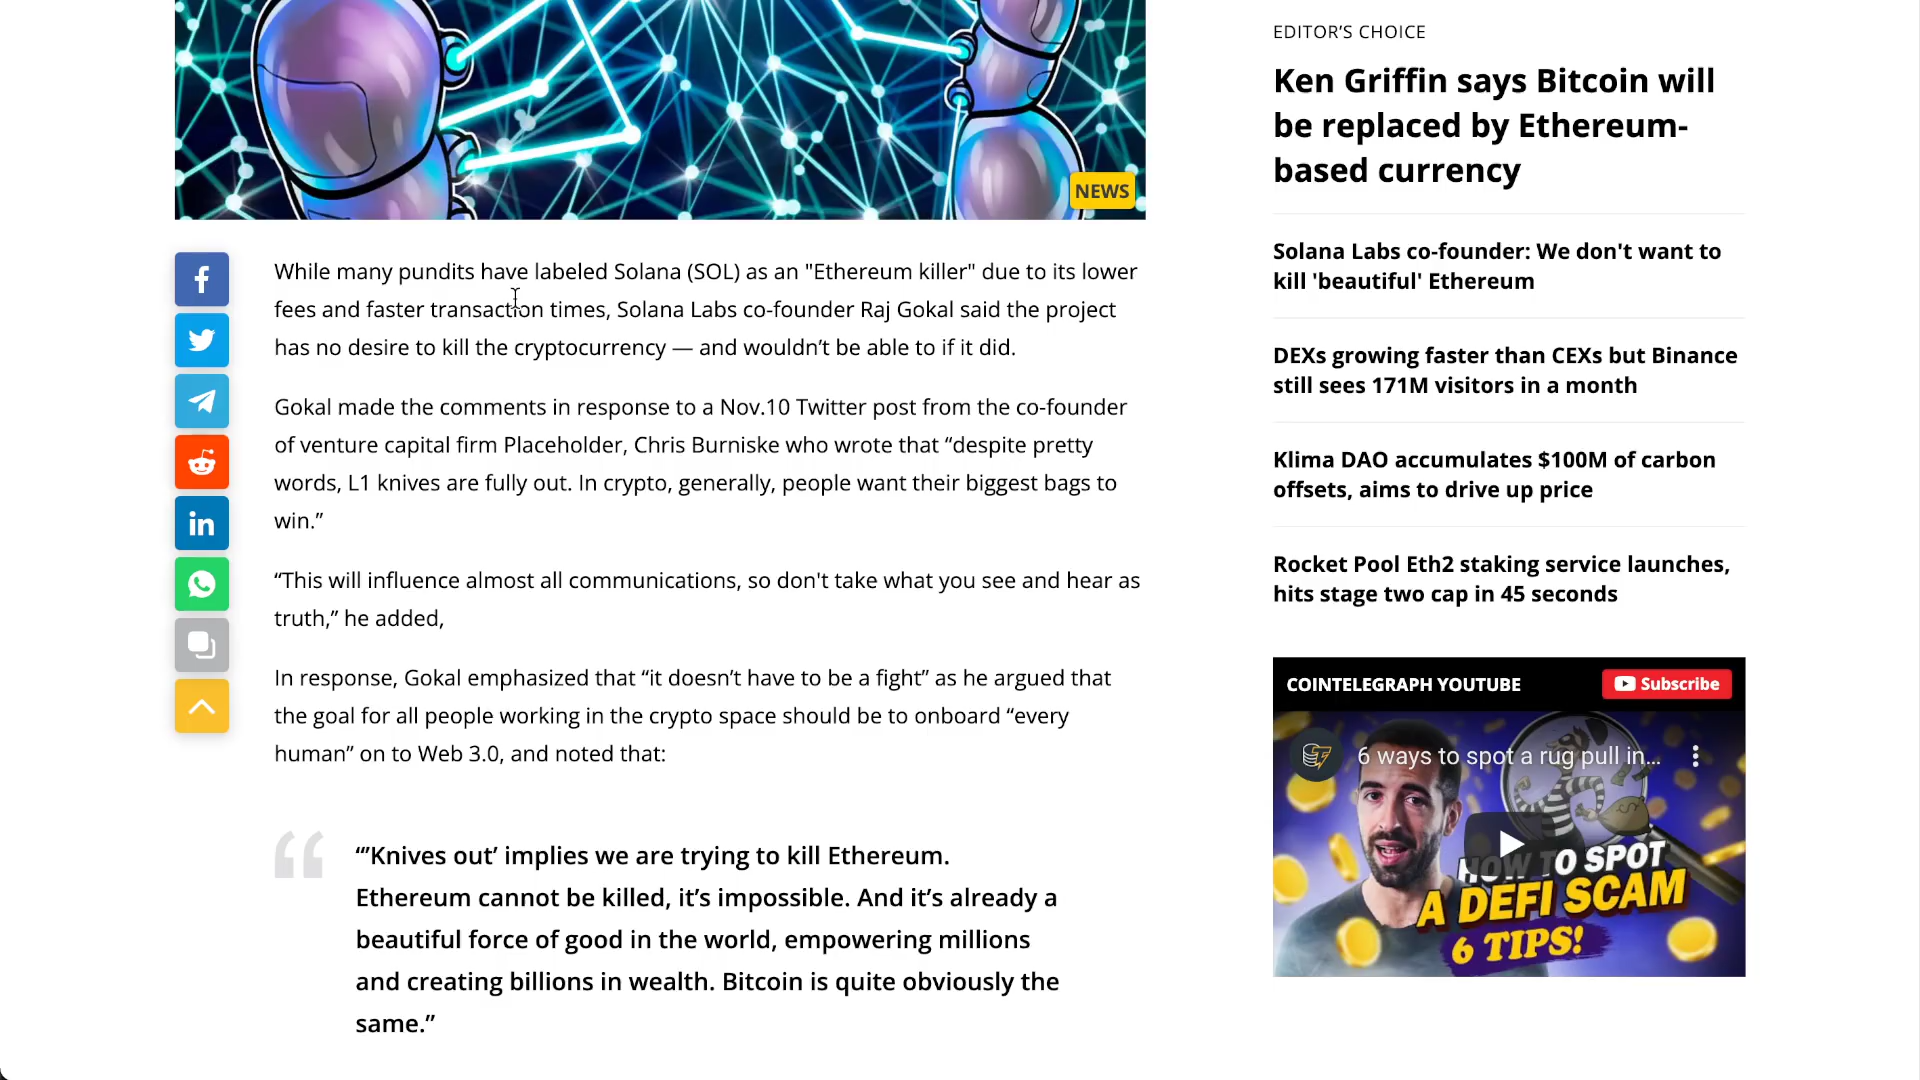 NEWS
While many pundits have labeled Solana (SOL) as an "Ethereum killer" due to its lower
fees and faster transaction times, Solana Labs co-founder Raj Gokal said the project
has no desire to kill the cryptocurrency — and wouldn’t be able to if it did.
Gokal made the comments in response to a Nov.10 Twitter post from the co-founder
of venture capital firm Placeholder, Chris Burniske who wrote that “despite pretty
words, L1 knives are fully out. In crypto, generally, people want their biggest bags to
win.”
“This will influence almost all communications, so don't take what you see and hear as
truth,” he added,
In response, Gokal emphasized that “it doesn’t have to be a fight” as he argued that
the goal for all people working in the crypto space should be to onboard “every
human” on to Web 3.0, and noted that:
“’Knives out’ implies we are trying to kill Ethereum.
Ethereum cannot be killed, it’s impossible. And it’s already a
beautiful force of good in the world, empowering millions
and creating billions in wealth. Bitcoin is quite obviously the
same.”
EDITOR’S CHOICE
Ken Griffin says Bitcoin will
be replaced by Ethereum-
based currency
Solana Labs co-founder: We don't want to
kill 'beautiful' Ethereum
DEXs growing faster than CEXs but Binance
still sees 171M visitors in a month
Klima DAO accumulates $100M of carbon
offsets, aims to drive up price
Rocket Pool Eth2 staking service launches,
hits stage two cap in 45 seconds
COINTELEGRAPH YOUTUBE
Subscribe
6 ways to spot a rug pull in...
HOW TO SPOT
A DEFI SCAM
6 TIPS!